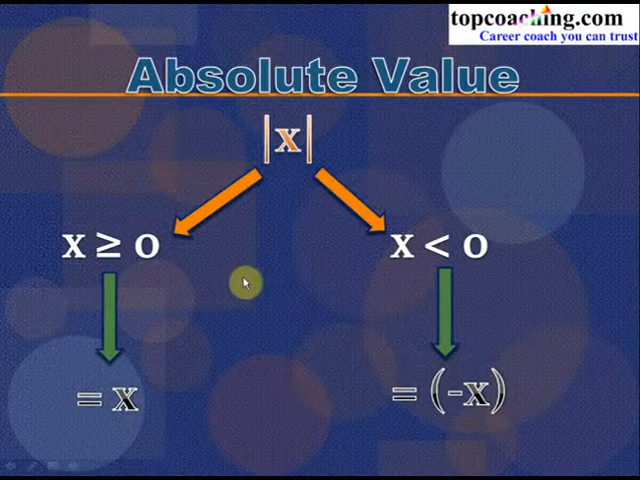 topcoaching.com
Career coach you can trust
Absolute Value
|x|
x ≥ 0
x < 0
= x
= (-x)